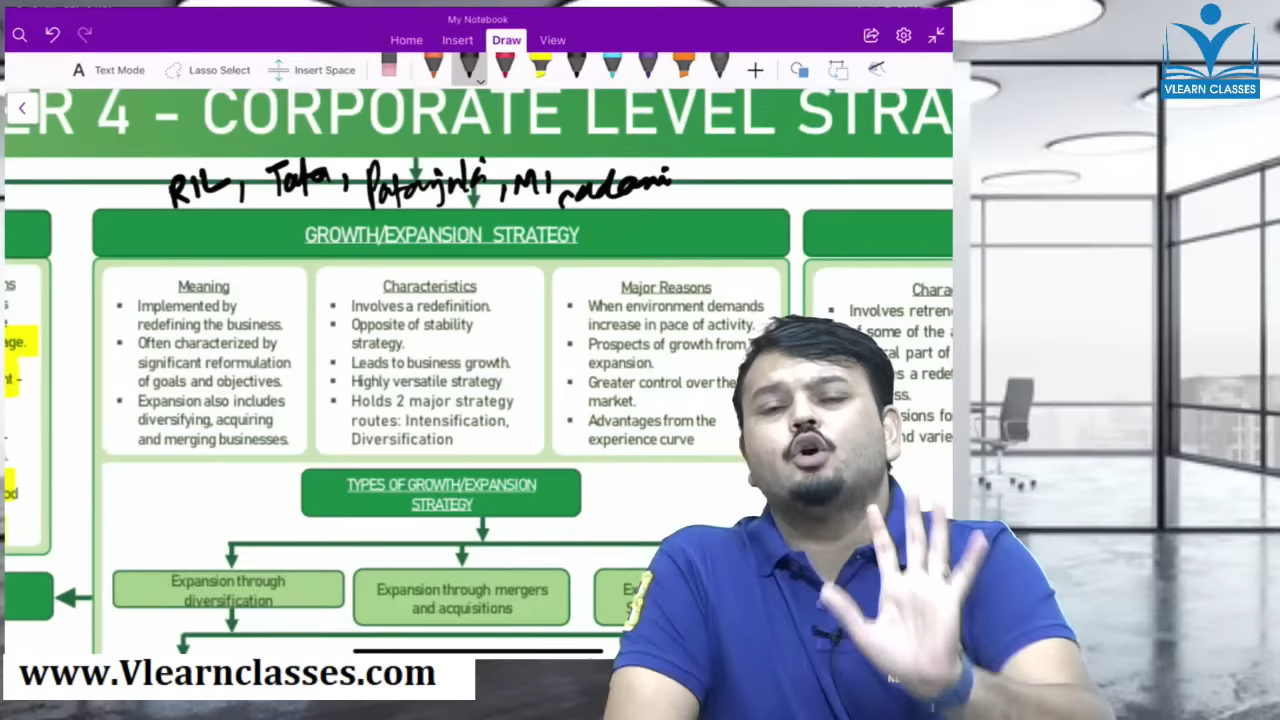 My Notebook
Home Insert Draw View
Text Mode Lasso Select Insert Space
VLEARN CLASSES
ER 4 - CORPORATE LEVEL STRA
RIL, Tata, Patanjali, MI, adani
GROWTH/EXPANSION STRATEGY
Meaning
▪ Implemented by
redefining the business.
▪ Often characterized by
significant reformulation
of goals and objectives.
▪ Expansion also includes
diversifying, acquiring
and merging businesses.
Characteristics
▪ Involves a redefinition.
▪ Opposite of stability
strategy.
▪ Leads to business growth.
▪ Highly versatile strategy
▪ Holds 2 major strategy
routes: Intensification,
Diversification
Major Reasons
▪ When environment demands
increase in pace of activity.
▪ Prospects of growth from
expansion.
▪ Greater control over the
market.
▪ Advantages from the
experience curve
Charac
▪ Involves retren
f some of the a
ral part of
s a rede
ss.
sions fo
nd varie
age.
nt -
od
TYPES OF GROWTH/EXPANSION
STRATEGY
Expansion through
diversification
Expansion through mergers
and acquisitions
Ex
www.Vlearnclasses.com